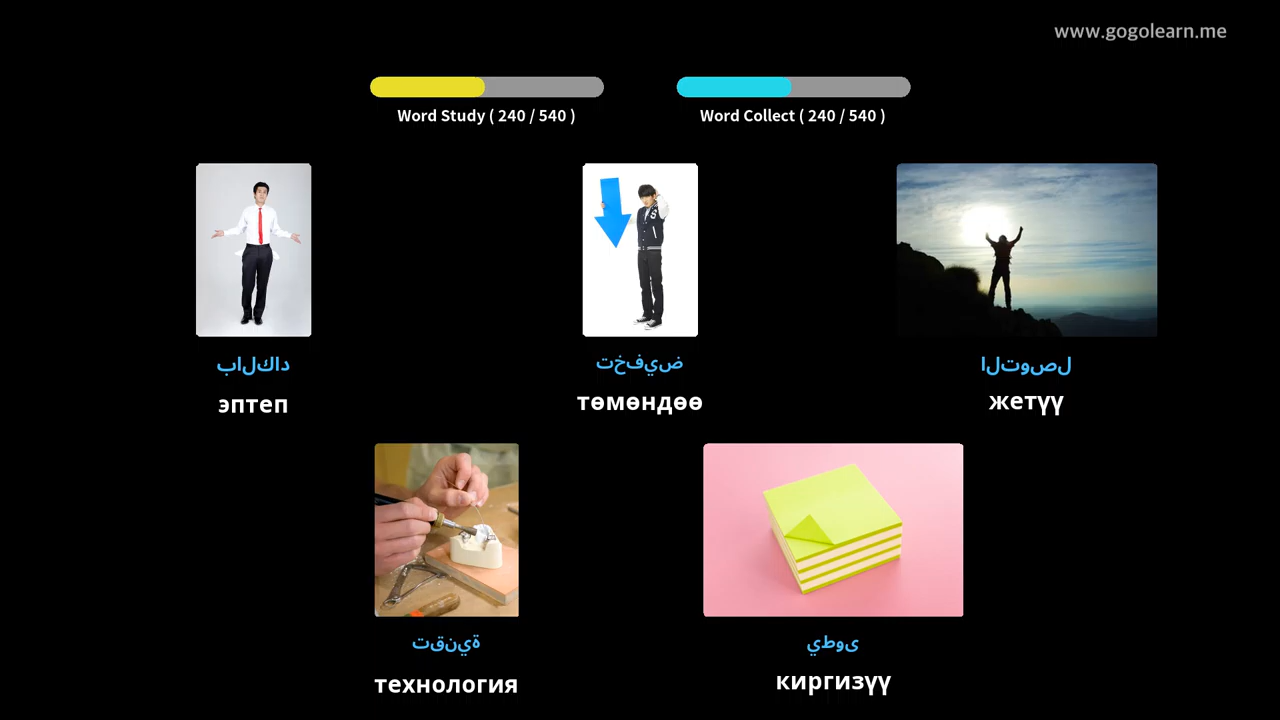 www.gogolearn.me
Word Study ( 240 / 540 )
Word Collect ( 240 / 540 )
بالكاد
эптеп
تخفيض
төмөндөө
التوصل
жетүү
تقنية
технология
يطوى
киргизүү